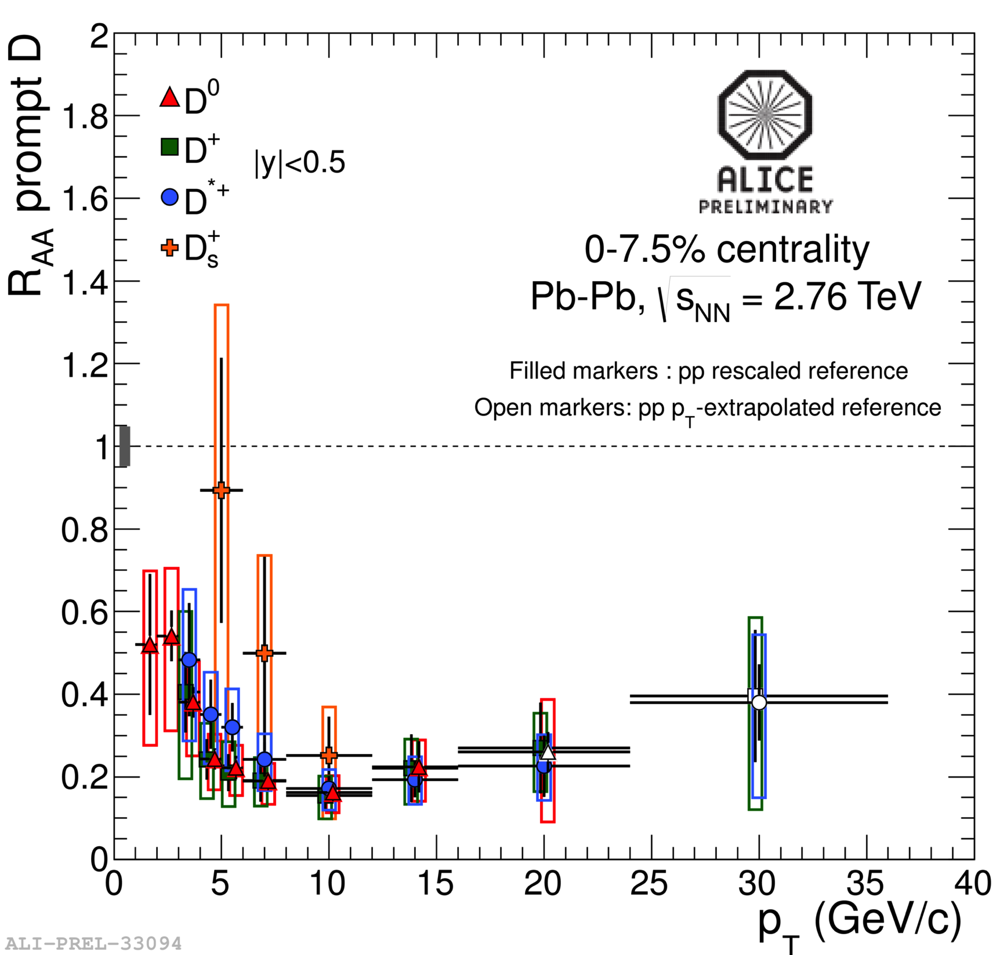 R_AA prompt D
2
1.8
1.6
1.4
1.2
1
0.8
0.6
0.4
0.2
0
D^0
D^+
D^*+
D_s^+
|y|<0.5
ALICE
PRELIMINARY
0-7.5% centrality
Pb-Pb, √s_NN = 2.76 TeV
Filled markers : pp rescaled reference
Open markers: pp p_T-extrapolated reference
0 5 10 15 20 25 30 35 40
p_T (GeV/c)
ALI-PREL-33094